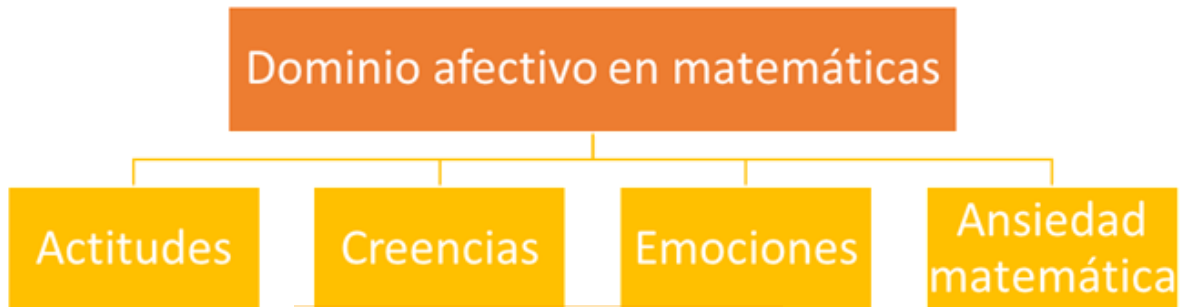 Dominio afectivo en matemáticas
Actitudes
Creencias
Emociones
Ansiedad
matemática